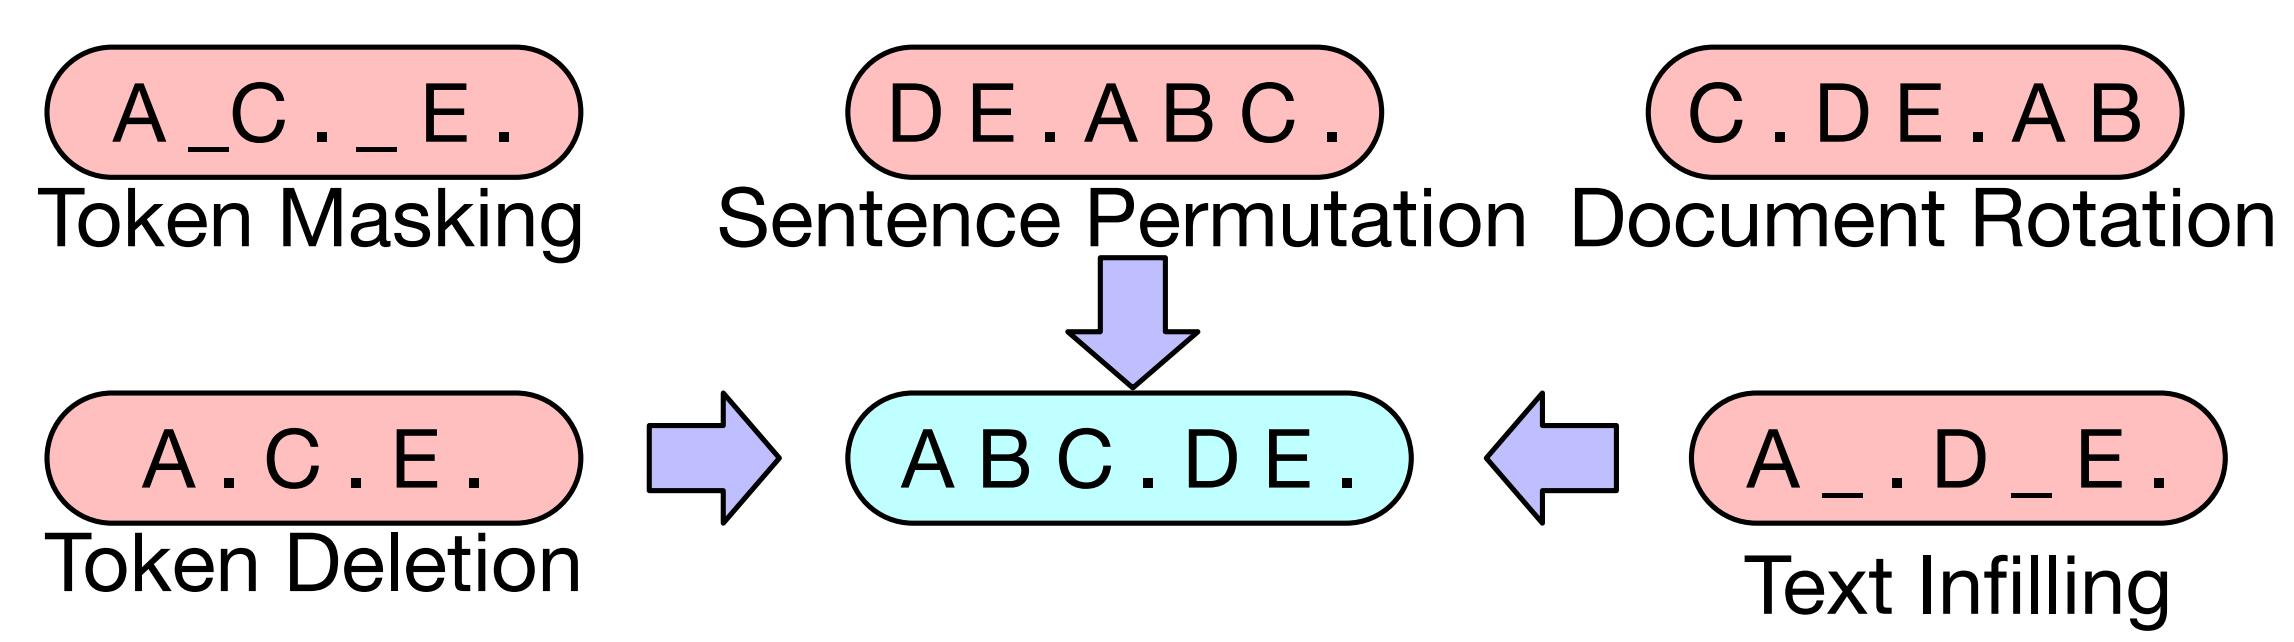 A _C . _ E .
D E . A B C .
C . D E . A B
Token Masking
Sentence Permutation
Document Rotation
A . C . E .
A B C . D E .
A _ . D _ E .
Token Deletion
Text Infilling